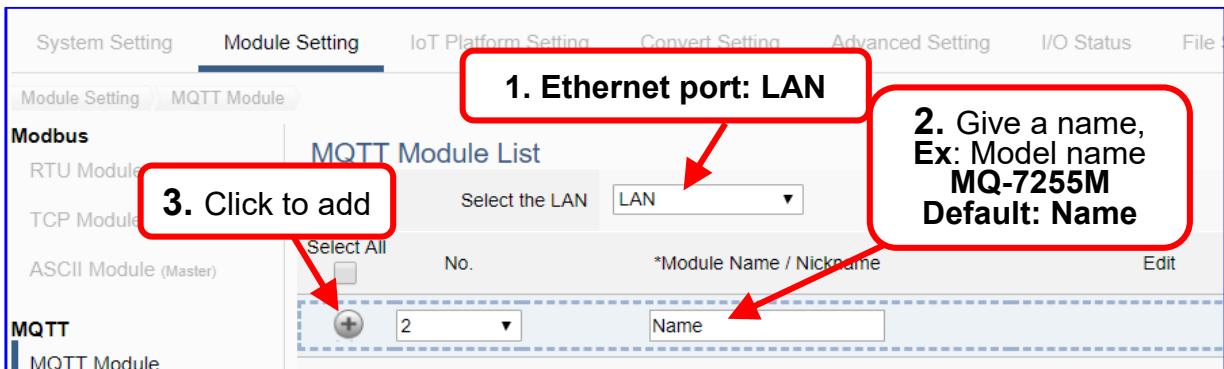 System Setting Module Setting IoT Platform Setting Convert Setting Advanced Setting I/O Status File
1. Ethernet port: LAN
Module Setting MQTT Module
2. Give a name,
Ex: Model name
MQ-7255M
Default: Name
Modbus
RTU Module
MQTT Module List
3. Click to add
Select the LAN LAN
TCP Module
Select All
No. *Module Name / Nickname Edit
ASCII Module (Master)
2 Name
MQTT
MQTT Module